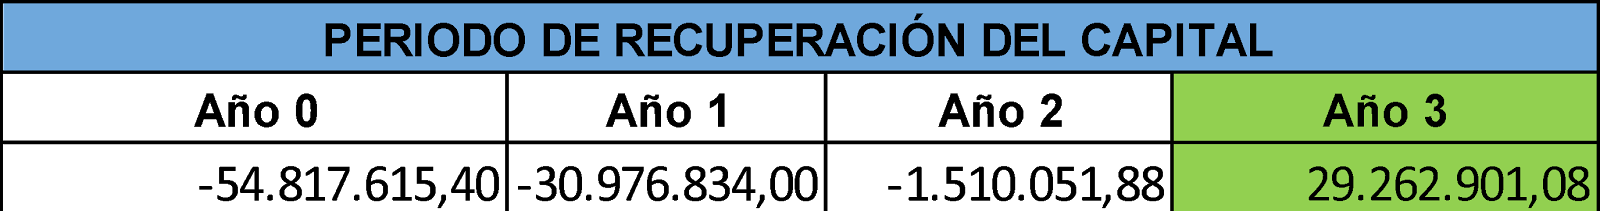 PERIODO DE RECUPERACIÓN DEL CAPITAL
Año 0 Año 1 Año 2 Año 3
-54.817.615,40 -30.976.834,00 -1.510.051,88 29.262.901,08